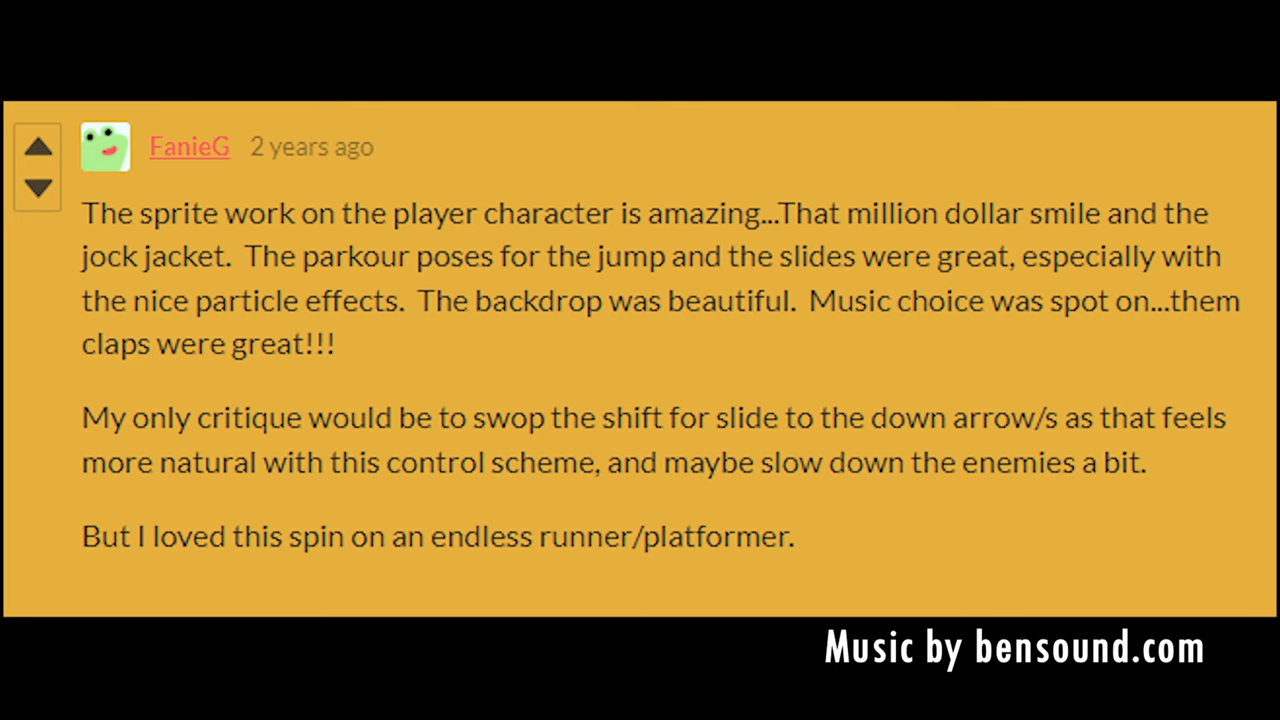 FanieG 2 years ago
The sprite work on the player character is amazing...That million dollar smile and the
jock jacket.  The parkour poses for the jump and the slides were great, especially with
the nice particle effects.  The backdrop was beautiful.  Music choice was spot on...them
claps were great!!!
My only critique would be to swop the shift for slide to the down arrow/s as that feels
more natural with this control scheme, and maybe slow down the enemies a bit.
But I loved this spin on an endless runner/platformer.
Music by bensound.com